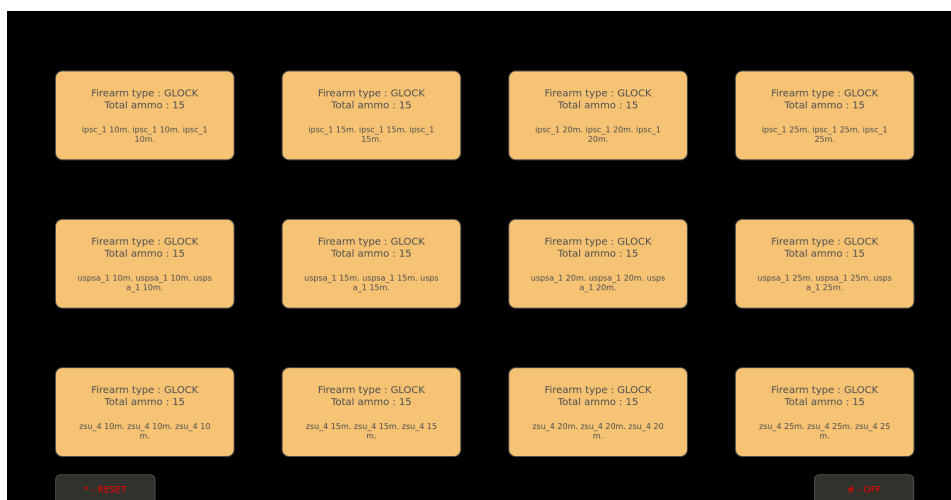 Firearm type : GLOCK
Total ammo : 15
ipsc_1 10m. ipsc_1 10m. ipsc_1
10m.
Firearm type : GLOCK
Total ammo : 15
ipsc_1 15m. ipsc_1 15m. ipsc_1
15m.
Firearm type : GLOCK
Total ammo : 15
ipsc_1 20m. ipsc_1 20m. ipsc_1
20m.
Firearm type : GLOCK
Total ammo : 15
ipsc_1 25m. ipsc_1 25m. ipsc_1
25m.
Firearm type : GLOCK
Total ammo : 15
uspsa_1 10m. uspsa_1 10m. usps
a_1 10m.
Firearm type : GLOCK
Total ammo : 15
uspsa_1 15m. uspsa_1 15m. usps
a_1 15m.
Firearm type : GLOCK
Total ammo : 15
uspsa_1 20m. uspsa_1 20m. usps
a_1 20m.
Firearm type : GLOCK
Total ammo : 15
uspsa_1 25m. uspsa_1 25m. usps
a_1 25m.
Firearm type : GLOCK
Total ammo : 15
zsu_4 10m. zsu_4 10m. zsu_4 10
m.
Firearm type : GLOCK
Total ammo : 15
zsu_4 15m. zsu_4 15m. zsu_4 15
m.
Firearm type : GLOCK
Total ammo : 15
zsu_4 20m. zsu_4 20m. zsu_4 20
m.
Firearm type : GLOCK
Total ammo : 15
zsu_4 25m. zsu_4 25m. zsu_4 25
m.
* - RESET
# - OFF